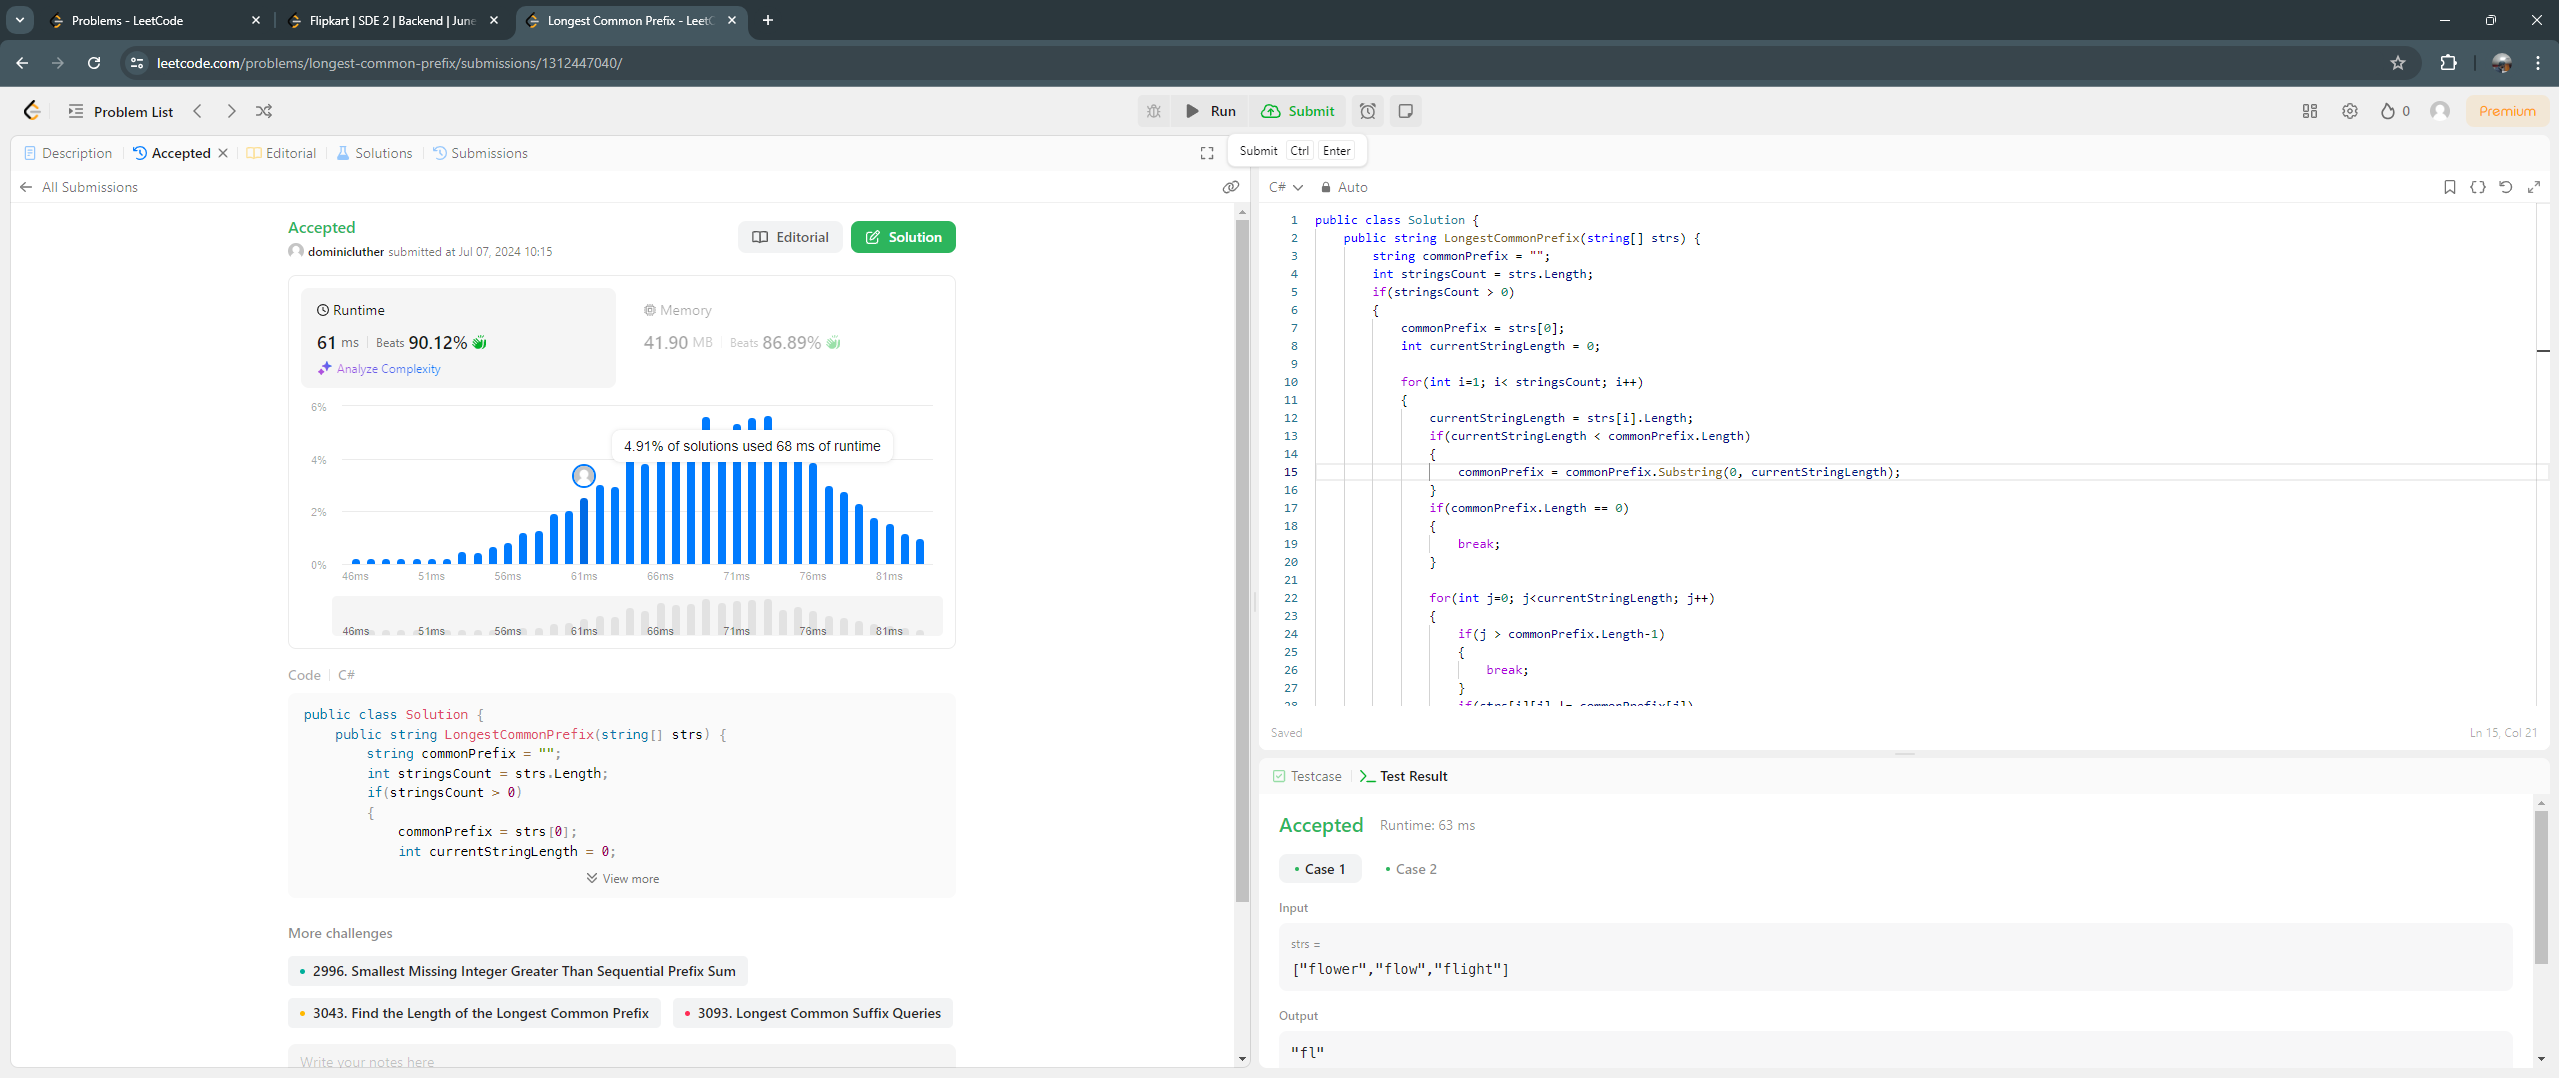 Problems - LeetCode
Flipkart | SDE 2 | Backend | June
Longest Common Prefix - LeetC
leetcode.com/problems/longest-common-prefix/submissions/1312447040/
Problem List
Run
Submit
0
Premium
Description
Accepted
Editorial
Solutions
Submissions
Submit Ctrl Enter
All Submissions
Accepted
dominicluther submitted at Jul 07, 2024 10:15
Editorial
Solution
Runtime
61 ms | Beats 90.12%
Analyze Complexity
Memory
41.90 MB | Beats 86.89%
6%
4%
2%
0%
4.91% of solutions used 68 ms of runtime
46ms 51ms 56ms 61ms 66ms 71ms 76ms 81ms
46ms 51ms 56ms 61ms 66ms 71ms 76ms 81ms
Code | C#
public class Solution {
public string LongestCommonPrefix(string[] strs) {
string commonPrefix = "";
int stringsCount = strs.Length;
if(stringsCount > 0)
{
commonPrefix = strs[0];
int currentStringLength = 0;
View more
More challenges
2996. Smallest Missing Integer Greater Than Sequential Prefix Sum
3043. Find the Length of the Longest Common Prefix
3093. Longest Common Suffix Queries
Write your notes here
C#
Auto
1 public class Solution {
2 public string LongestCommonPrefix(string[] strs) {
3 string commonPrefix = "";
4 int stringsCount = strs.Length;
5 if(stringsCount > 0)
6 {
7 commonPrefix = strs[0];
8 int currentStringLength = 0;
9
10 for(int i=1; i< stringsCount; i++)
11 {
12 currentStringLength = strs[i].Length;
13 if(currentStringLength < commonPrefix.Length)
14 {
15 commonPrefix = commonPrefix.Substring(0, currentStringLength);
16 }
17 if(commonPrefix.Length == 0)
18 {
19 break;
20 }
21
22 for(int j=0; j<currentStringLength; j++)
23 {
24 if(j > commonPrefix.Length-1)
25 {
26 break;
27 }
28 if(strs[i][j] != commonPrefix[j])
Saved
Ln 15, Col 21
Testcase
Test Result
Accepted
Runtime: 63 ms
Case 1
Case 2
Input
strs =
["flower","flow","flight"]
Output
"fl"